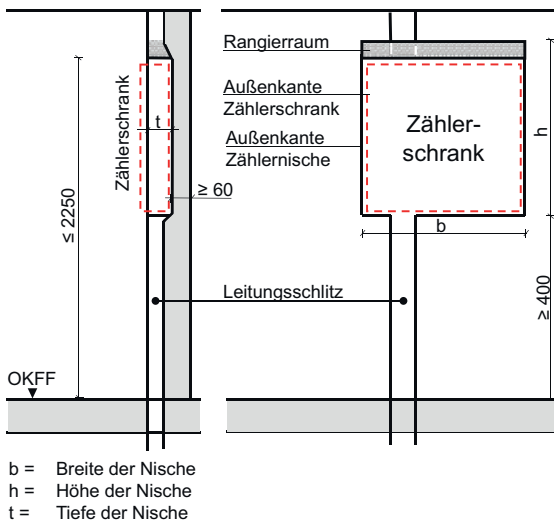 Rangierraum
Außenkante
Zählerschrank
Außenkante
Zählernische
Zähler-
schrank
h
Zählerschrank
t
≥ 60
≤ 2250
b
Leitungsschlitz
≥ 400
OKFF
b = Breite der Nische
h = Höhe der Nische
t = Tiefe der Nische